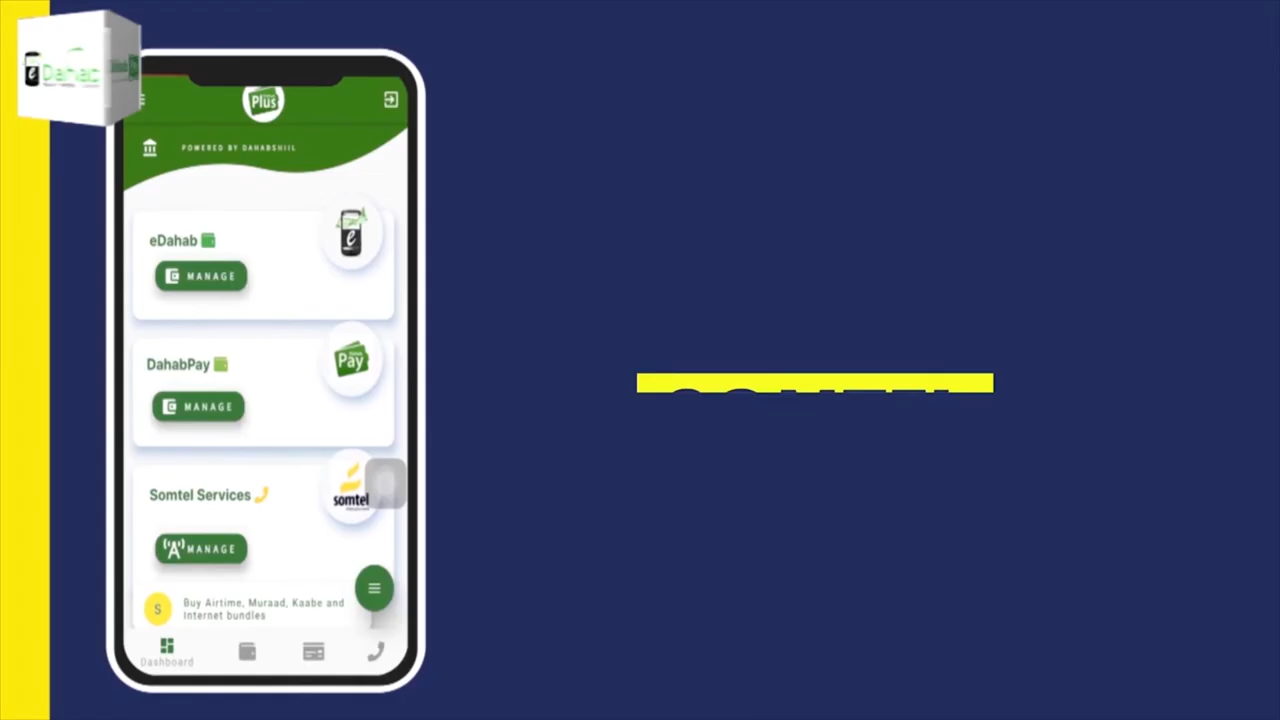 e Dahab
Plus
POWERED BY DAHABSHIIL
eDahab
e
MANAGE
DahabPay
Pay
MANAGE
Somtel Services
somtel
MANAGE
S
Buy Airtime, Muraad, Kaabe and
Internet bundles
Dashboard